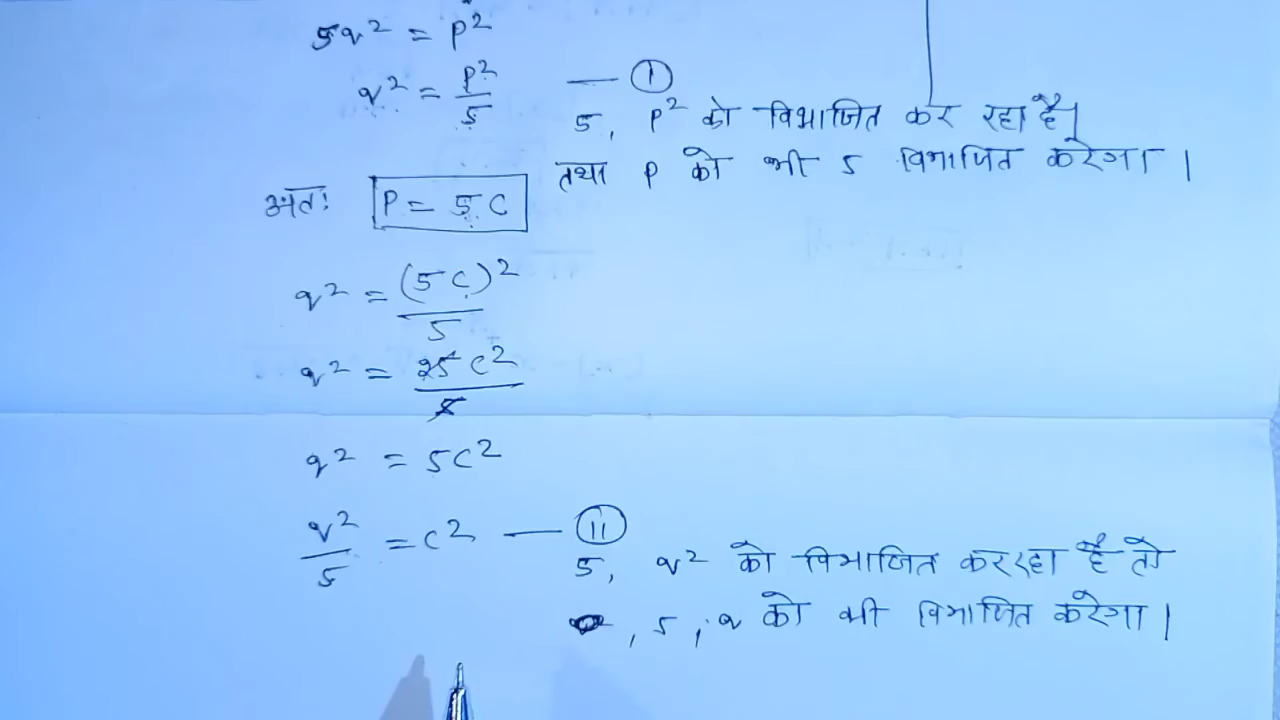 5q² = p²
q² = p²/5 — (i)
5, p² को विभाजित कर रहा है।
तथा p को भी 5 विभाजित करेगा।
अतः P = 5C
q² = (5C)²/5
q² = 25C²/5
q² = 5C²
q²/5 = C² — (ii)
5, q² को विभाजित कर रहा है तो
, 5, q को भी विभाजित करेगा।